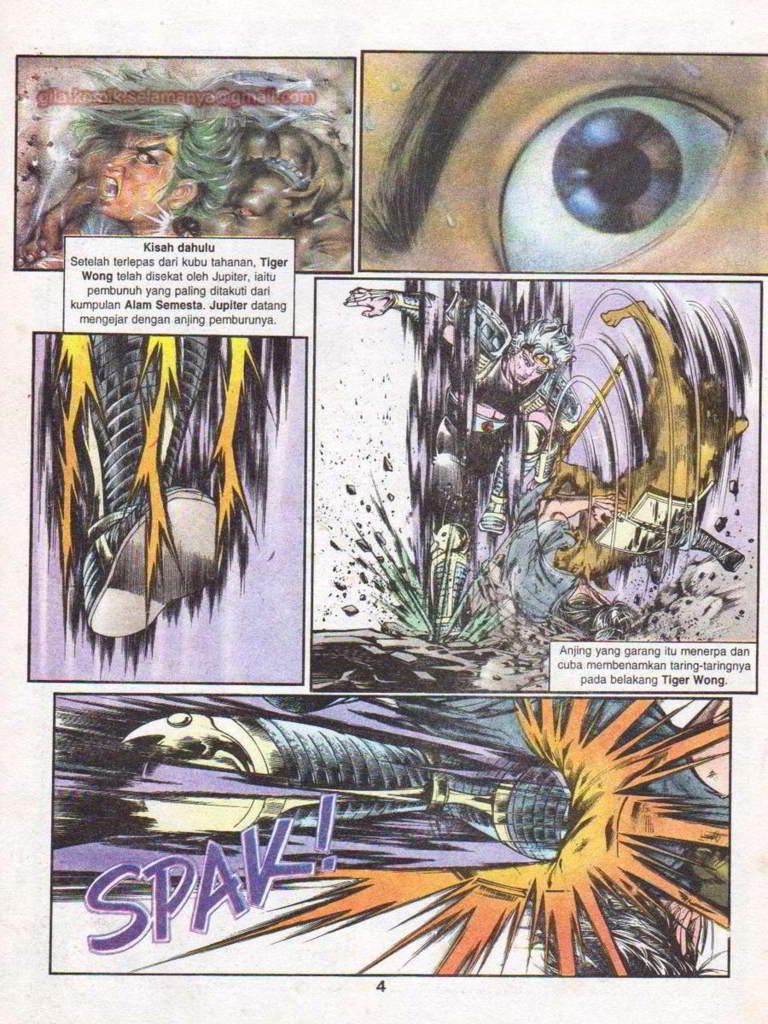 gila-komik-selamanya@gmail.com
Kisah dahulu
Setelah terlepas dari kubu tahanan, Tiger
Wong telah disekat oleh Jupiter, iaitu
pembunuh yang paling ditakuti dari
kumpulan Alam Semesta. Jupiter datang
mengejar dengan anjing pemburunya.
Anjing yang garang itu menerpa dan
cuba membenamkan taring-taringnya
pada belakang Tiger Wong.
SPAK!
4